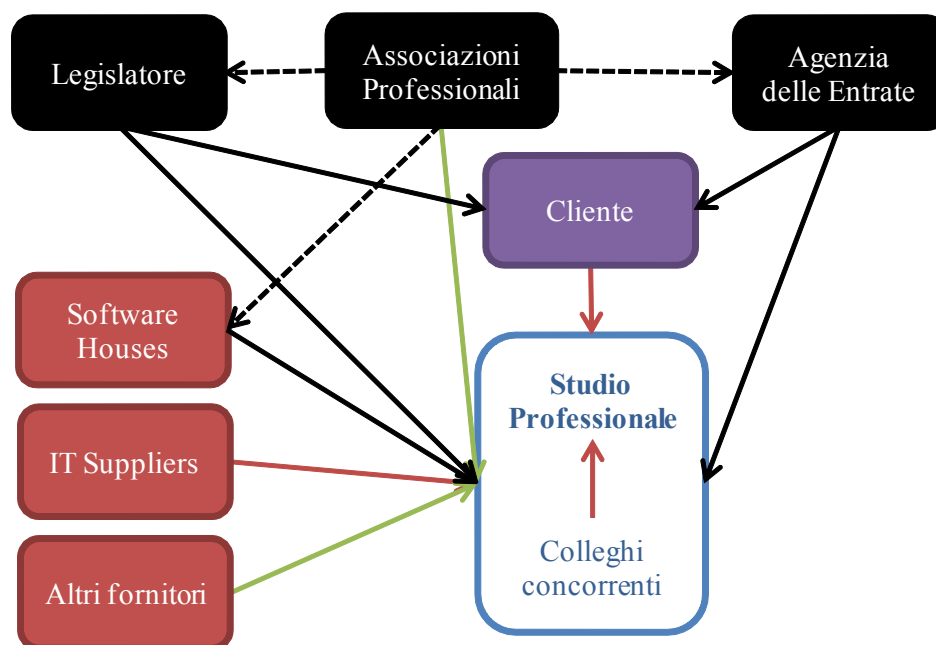 Legislatore
Associazioni
Professionali
Agenzia
delle Entrate
Cliente
Software
Houses
Studio
Professionale
IT Suppliers
Colleghi
concorrenti
Altri fornitori